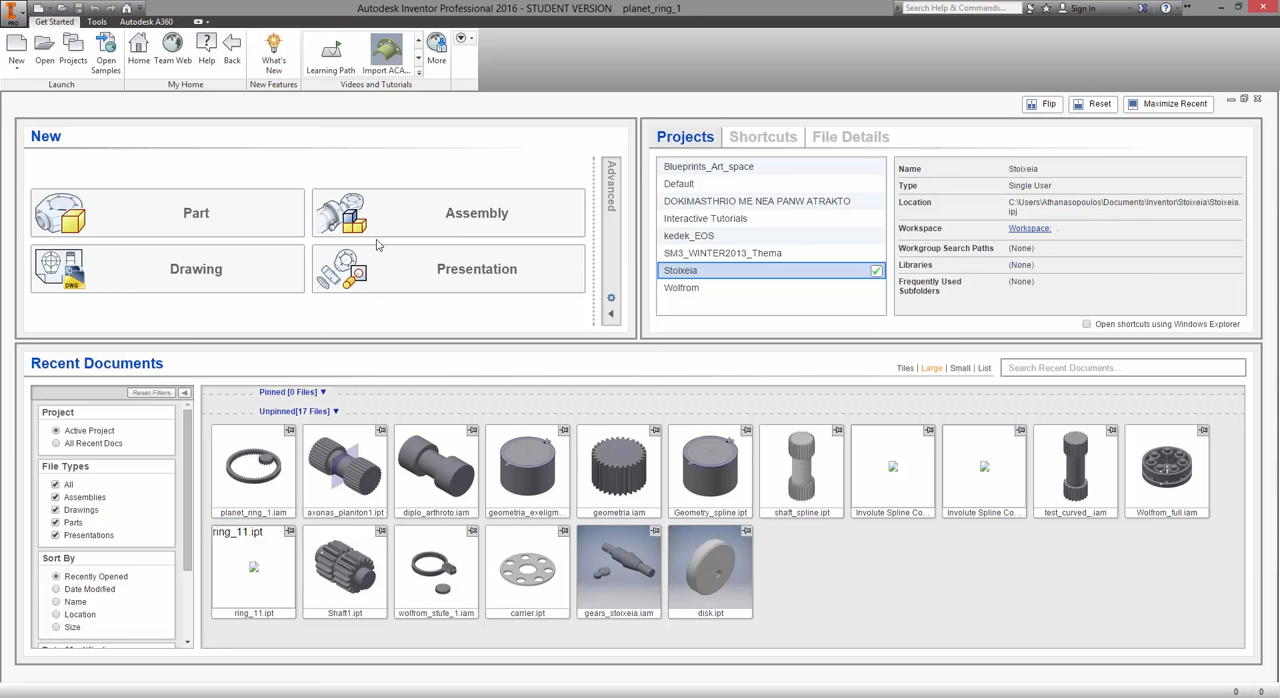 Autodesk Inventor Professional 2016 - STUDENT VERSION planet_ring_1
Search Help & Commands...
Sign In
PRO
Get Started Tools Autodesk A360
New Open Projects Open Samples Home Team Web Help Back What's New Learning Path Import ACA... More
Launch My Home New Features Videos and Tutorials
Flip Reset Maximize Recent
New
Part
Assembly
Drawing
DWG
Presentation
Advanced
Projects Shortcuts File Details
Blueprints_Art_space
Default
DOKIMASTHRIO ME NEA PANW ATRAKTO
Interactive Tutorials
kedek_EOS
SM3_WINTER2013_Thema
Stoixeia
Wolfrom
Name Stoixeia
Type Single User
Location C:\Users\Athanasopoulos\Documents\Inventor\Stoixeia\Stoixeia.
ipj
Workspace Workspace: .
Workgroup Search Paths (None)
Libraries (None)
Frequently Used (None)
Subfolders
Open shortcuts using Windows Explorer
Recent Documents
Tiles | Large | Small | List
Search Recent Documents...
Reset Filters
Project
Active Project
All Recent Docs
File Types
All
Assemblies
Drawings
Parts
Presentations
Sort By
Recently Opened
Date Modified
Name
Location
Size
Pinned [0 Files]
Unpinned[17 Files]
planet_ring_1.iam axonas_planiton1.ipt diplo_arthroto.iam geometria_exeligm... geometria.iam Geometry_spline.ipt shaft_spline.ipt Involute Spline Co... Involute Spline Co... test_curved_.iam Wolfrom_full.iam
ring_11.ipt
ring_11.ipt Shaft1.ipt wolfrom_stufe_1.iam carrier.ipt gears_stoixeia.iam disk.ipt
0 0